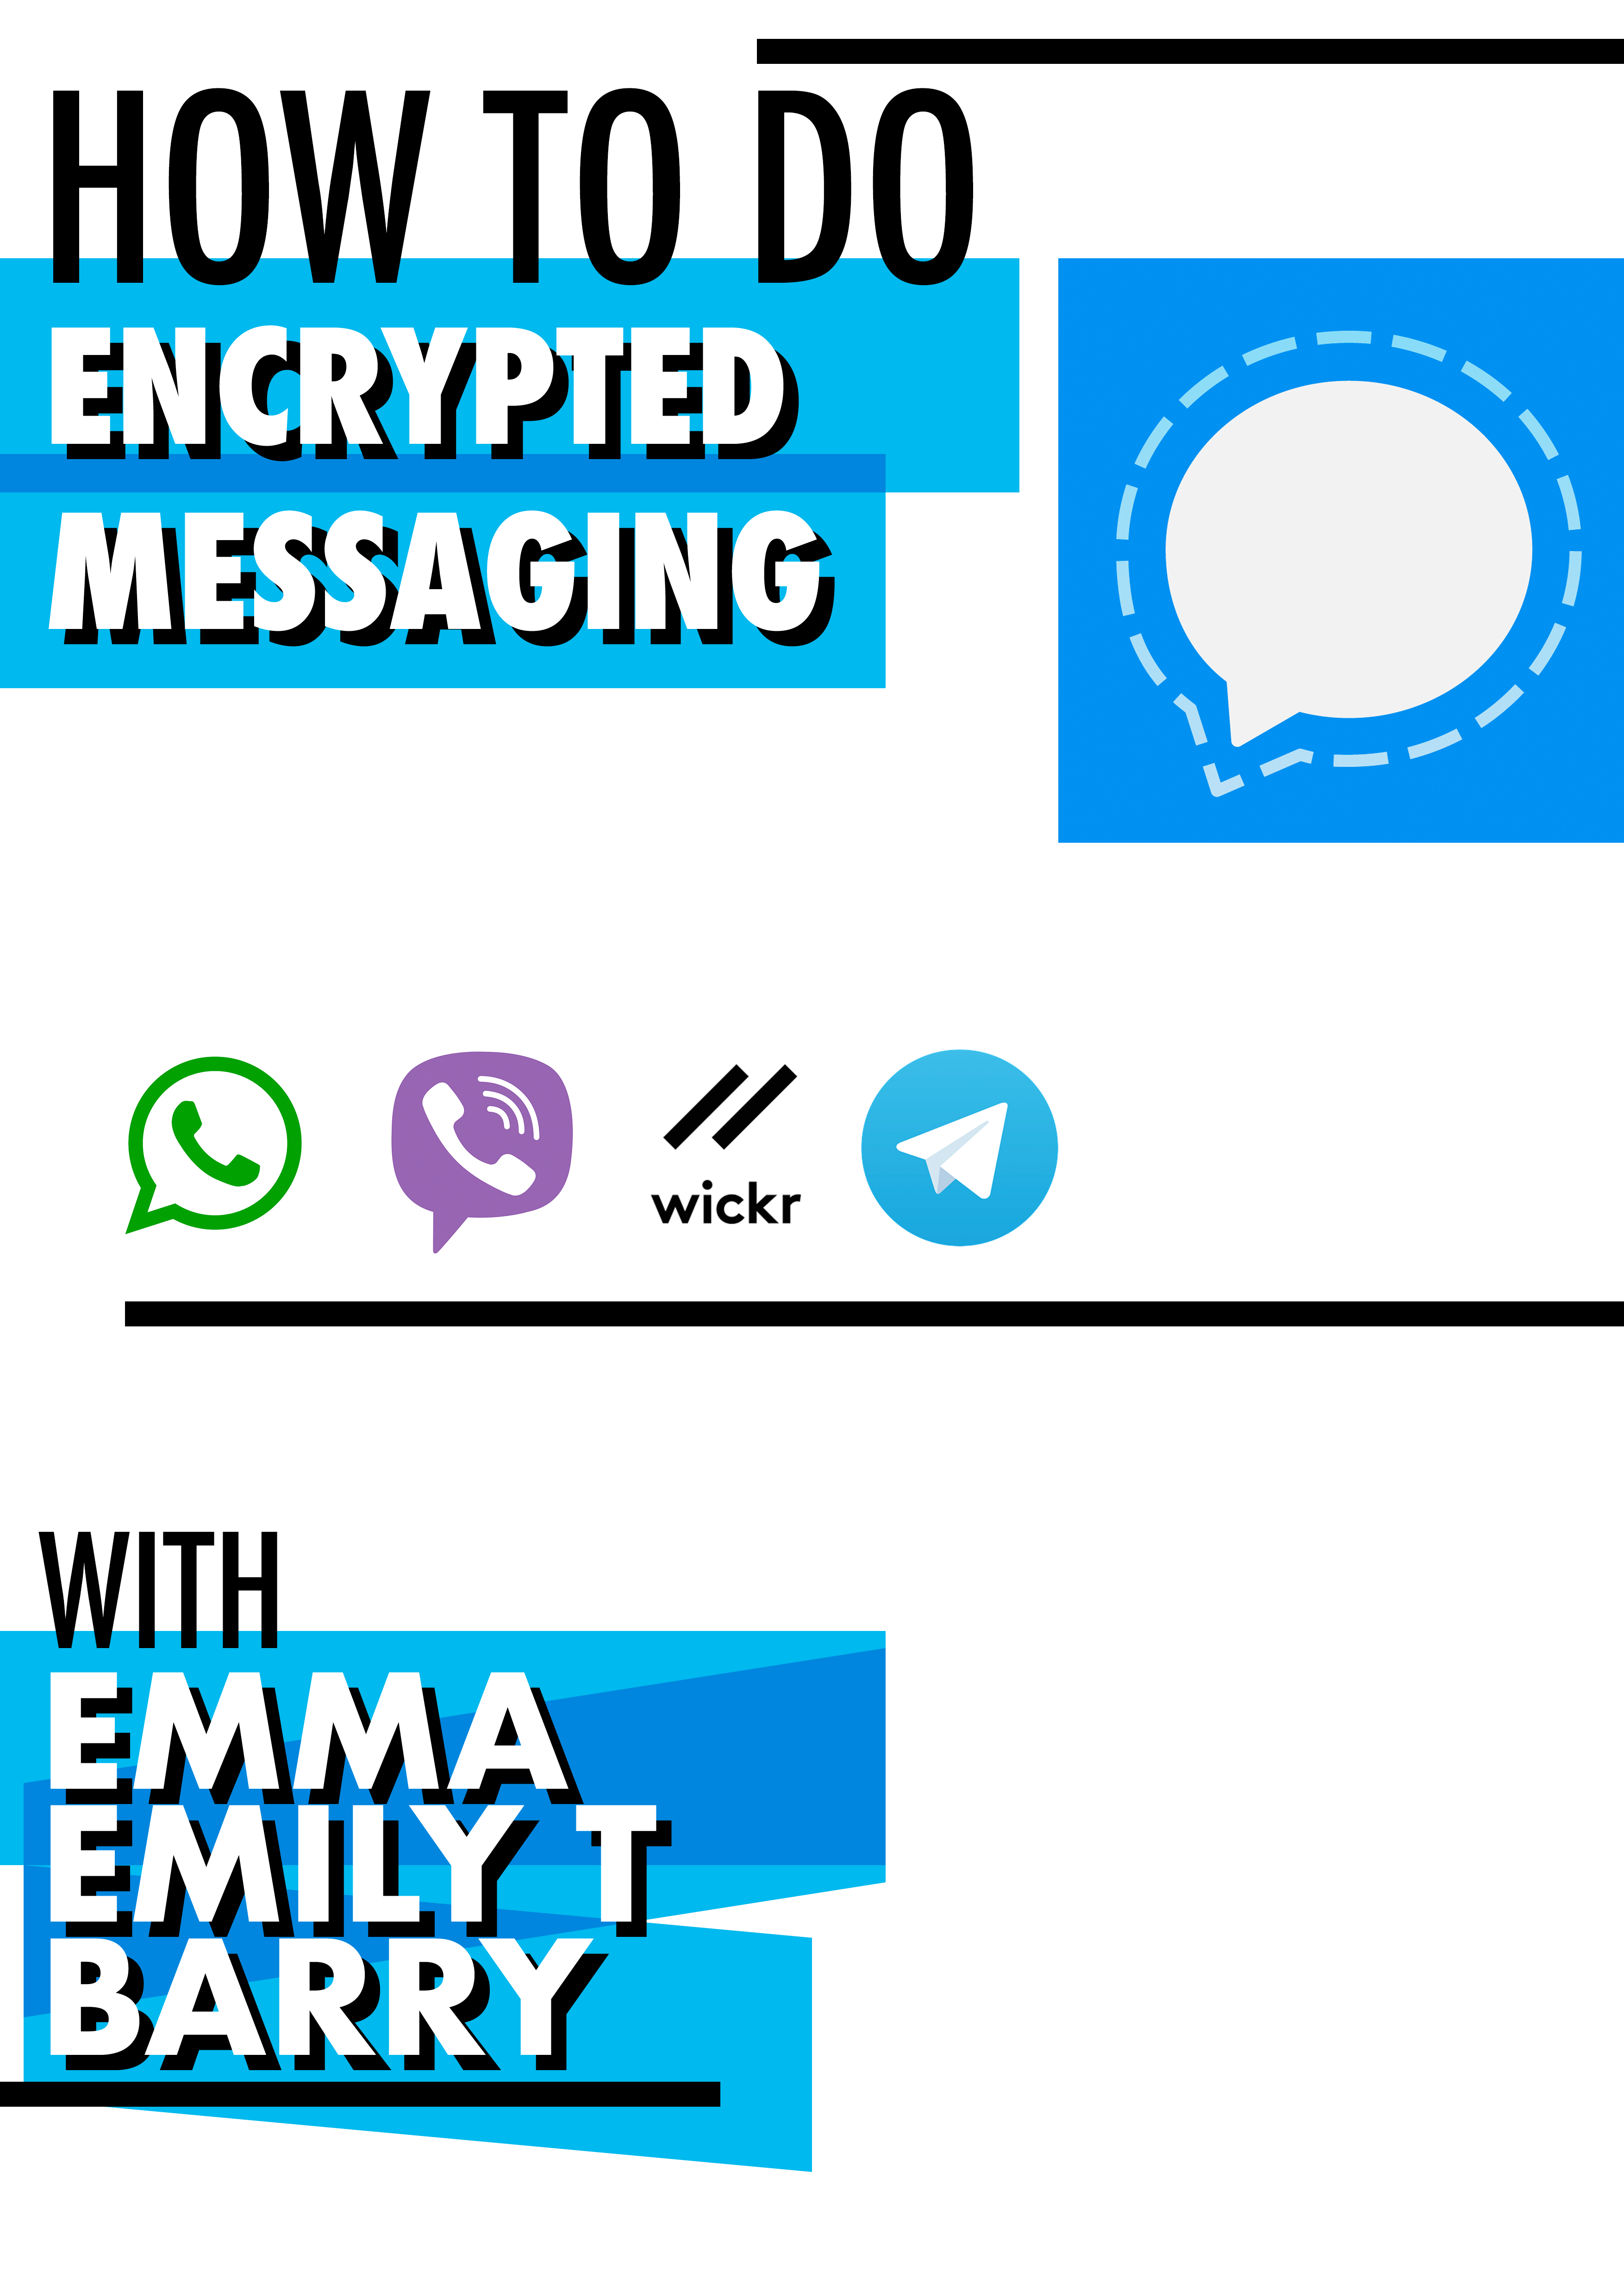 HOW TO DO
ENCRYPTED
MESSAGING
wickr
WITH
EMMA
EMILY T
BARRY